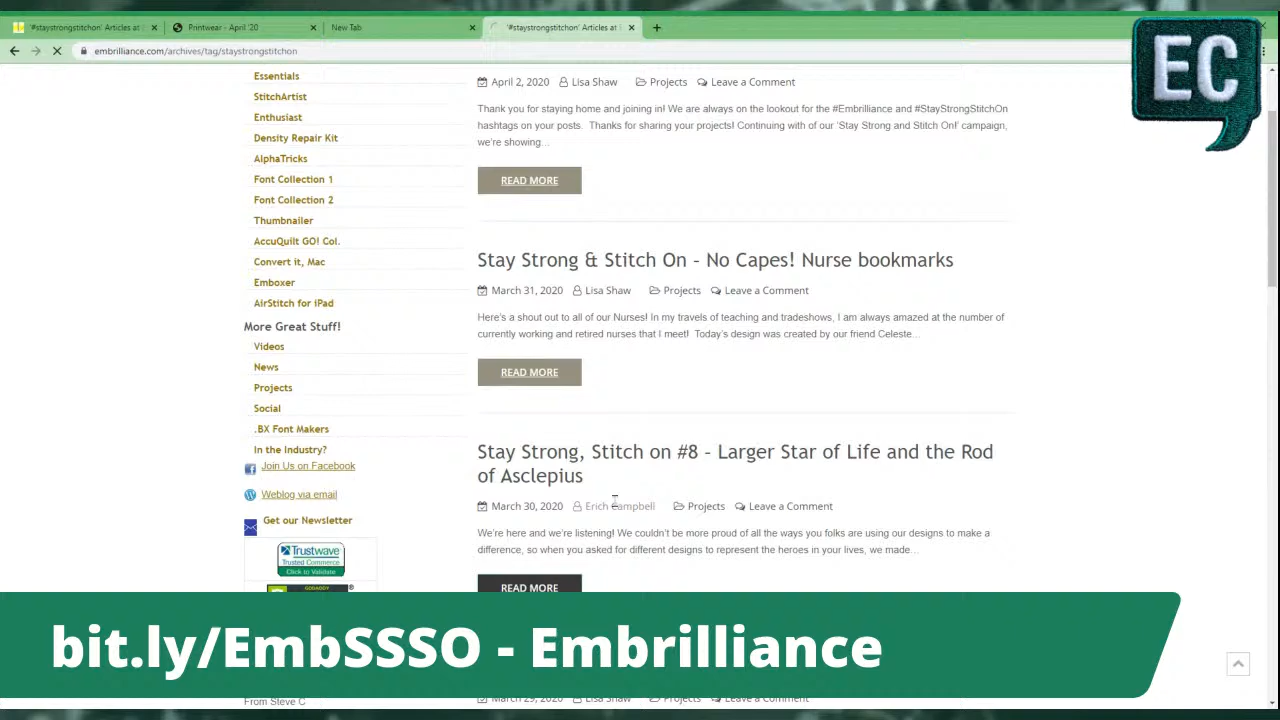 '#staystrongstitchon' Articles at
Printwear - April '20
New Tab
'#staystrongstitchon' Articles at
embrilliance.com/archives/tag/staystrongstitchon
EC
Essentials
StitchArtist
Enthusiast
Density Repair Kit
AlphaTricks
Font Collection 1
Font Collection 2
Thumbnailer
AccuQuilt GO! Col.
Convert it, Mac
Emboxer
AirStitch for iPad
More Great Stuff!
Videos
News
Projects
Social
.BX Font Makers
In the Industry?
Join Us on Facebook
Weblog via email
Get our Newsletter
Trustwave
Trusted Commerce
Click to Validate
From Steve C
April 2, 2020 Lisa Shaw Projects Leave a Comment
Thank you for staying home and joining in! We are always on the lookout for the #Embrilliance and #StayStrongStitchOn
hashtags on your posts. Thanks for sharing your projects! Continuing with of our 'Stay Strong and Stitch On!' campaign,
we're showing...
READ MORE
Stay Strong & Stitch On – No Capes! Nurse bookmarks
March 31, 2020 Lisa Shaw Projects Leave a Comment
Here's a shout out to all of our Nurses! In my travels of teaching and tradeshows, I am always amazed at the number of
currently working and retired nurses that I meet! Today's design was created by our friend Celeste...
READ MORE
Stay Strong, Stitch on #8 – Larger Star of Life and the Rod
of Asclepius
March 30, 2020 Erich Campbell Projects Leave a Comment
We're here and we're listening! We couldn't be more proud of all the ways you folks are using our designs to make a
difference, so when you asked for different designs to represent the heroes in your lives, we made...
READ MORE
March 29, 2020 Lisa Shaw Projects Leave a Comment
bit.ly/EmbSSSO - Embrilliance